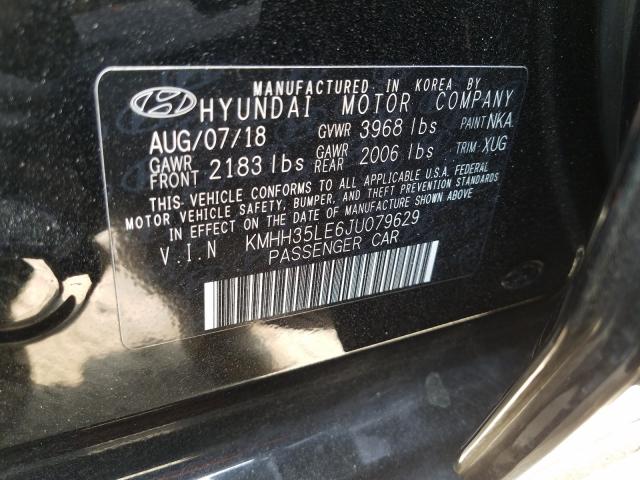 MANUFACTURED IN KOREA BY
HYUNDAI MOTOR COMPANY
AUG/07/18 GVWR 3968 lbs PAINT NKA
GAWR FRONT 2183 lbs GAWR REAR 2006 lbs TRIM XUG
THIS VEHICLE CONFORMS TO ALL APPLICABLE U.S.A. FEDERAL
MOTOR VEHICLE SAFETY, BUMPER, AND THEFT PREVENTION STANDARDS
IN EFFECT ON THE DATE OF MANUFACTURE SHOWN ABOVE.
V.I.N KMHH35LE6JU079629
PASSENGER CAR